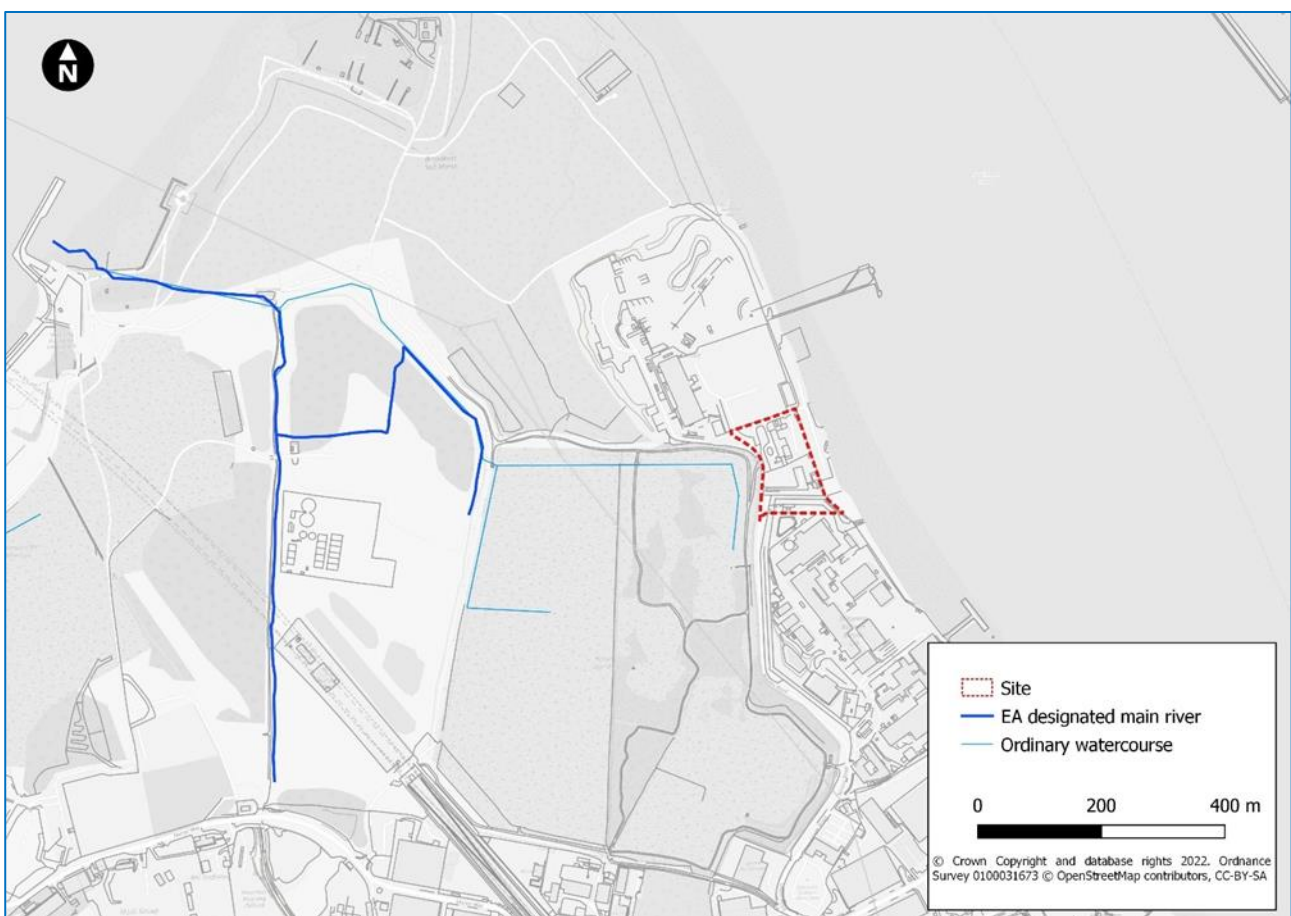 N
Site
EA designated main river
Ordinary watercourse
0 200 400 m
© Crown Copyright and database rights 2022. Ordnance
Survey 0100031673 © OpenStreetMap contributors, CC-BY-SA